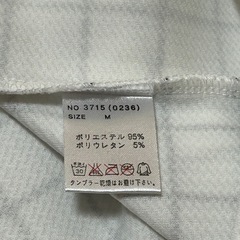 NO 3715 (0236)
SIZE M
ポリエステル 95%
ポリウレタン 5%
30
タンブラー乾燥はお避け下さい。